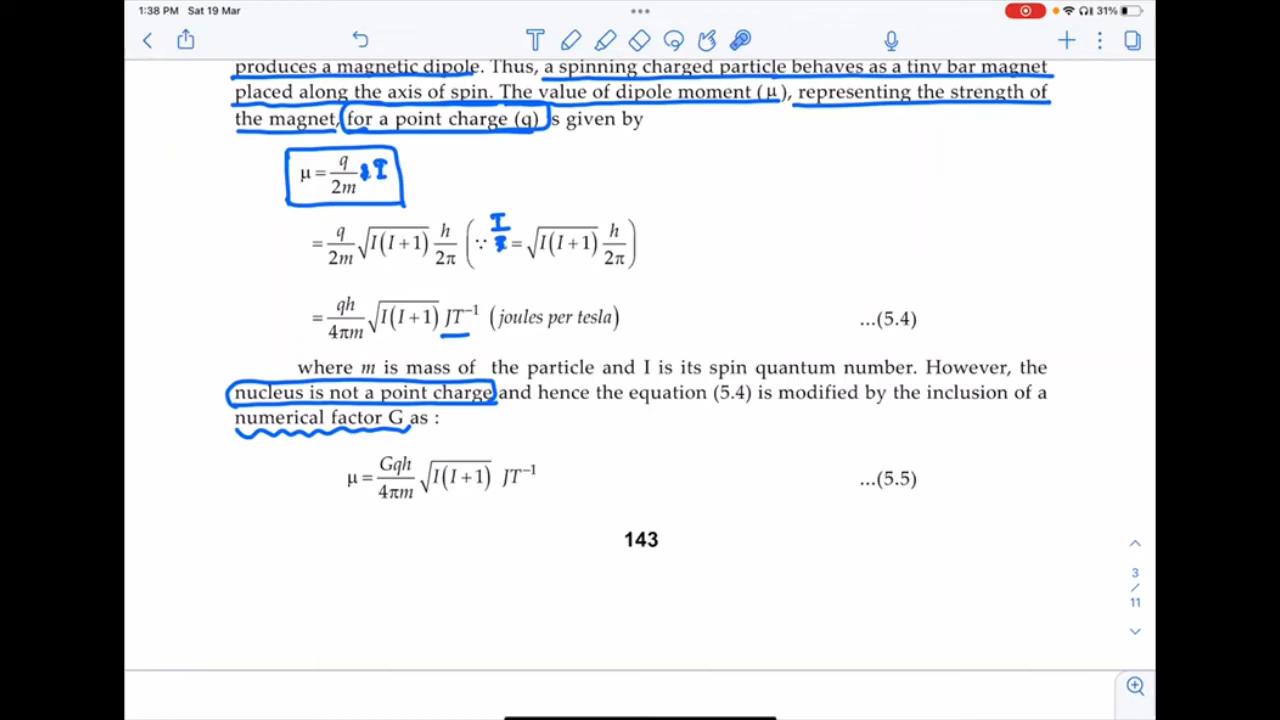 1:38 PM Sat 19 Mar
31%
produces a magnetic dipole. Thus, a spinning charged particle behaves as a tiny bar magnet
placed along the axis of spin. The value of dipole moment (μ), representing the strength of
the magnet, for a point charge (q) is given by
μ = q/2m I
= q/2m √I(I+1) h/2π (∵ I = √I(I+1) h/2π)
= qh/4πm √I(I+1) JT⁻¹ (joules per tesla) ...(5.4)
where m is mass of the particle and I is its spin quantum number. However, the
nucleus is not a point charge and hence the equation (5.4) is modified by the inclusion of a
numerical factor G as :
μ = Gqh/4πm √I(I+1) JT⁻¹ ...(5.5)
143
3
/
11